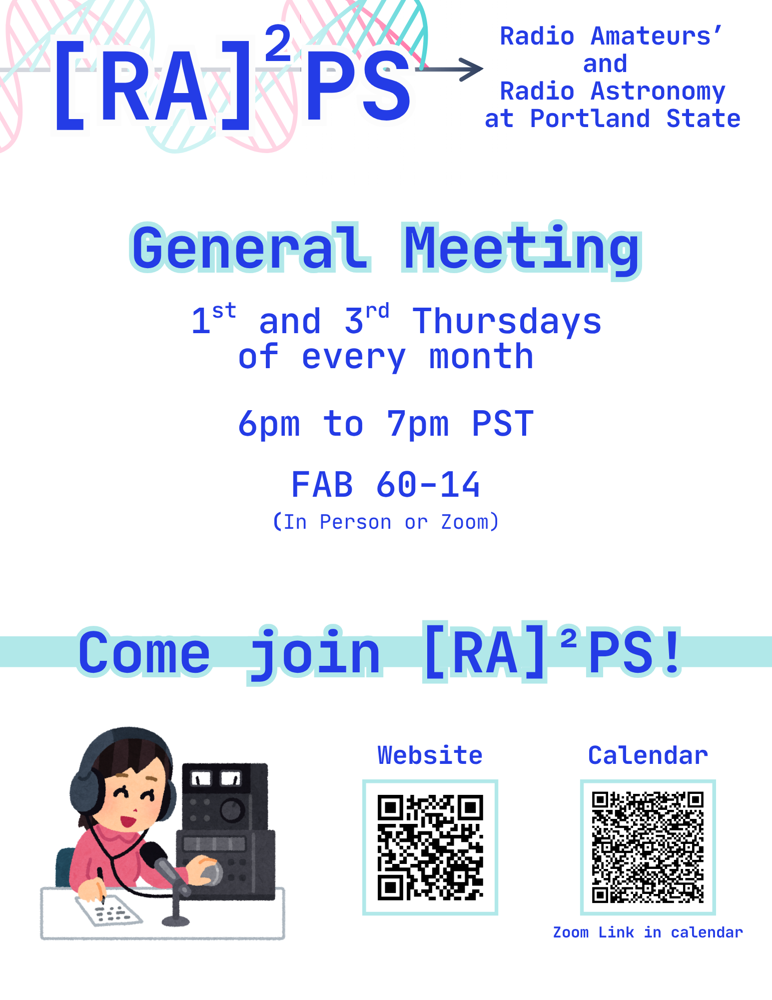 [RA]²PS
Radio Amateurs’
and
Radio Astronomy
at Portland State
General Meeting
1st and 3rd Thursdays
of every month
6pm to 7pm PST
FAB 60-14
(In Person or Zoom)
Come join [RA]²PS!
Website
Calendar
Zoom Link in calendar